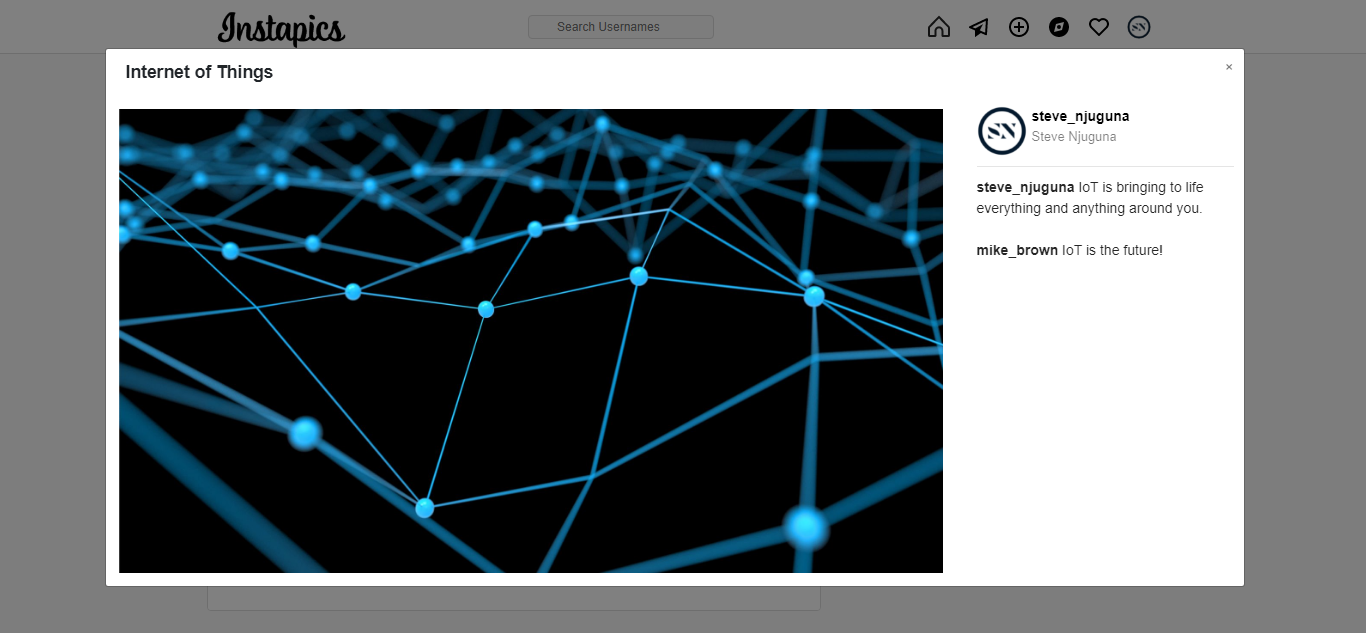 Instapics
Search Usernames
SN
Internet of Things
×
SN
steve_njuguna
Steve Njuguna
steve_njuguna IoT is bringing to life
everything and anything around you.
mike_brown IoT is the future!